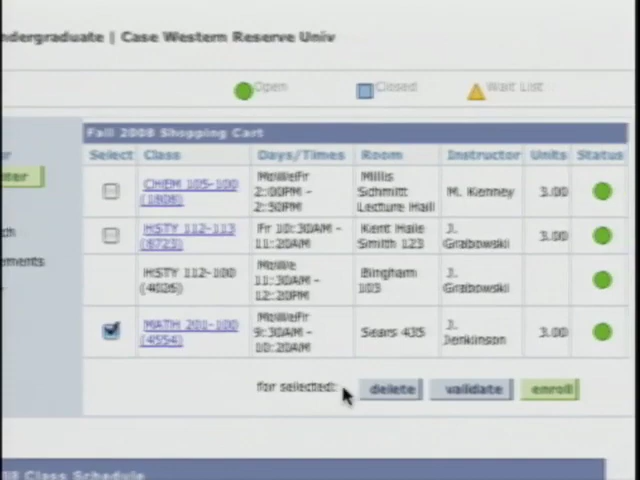 ndergraduate | Case Western Reserve Univ
Open Closed Wait List
Fall 2008 Shopping Cart
Select Class Days/Times Room Instructor Units Status
CHEM 105-100 MoWeFr 2:00PM - 2:50PM Millis Schmitt Lecture Hall M. Kenney 3.00
HSTY 112-113 Fr 10:30AM - 11:20AM Kent Hale Smith 123 J. Grabowski 3.00
HSTY 112-100 MoWe 11:30AM - 12:20PM Bingham 103 J. Grabowski
MATH 201-100 (4554) MoWeFr 9:30AM - 10:20AM Sears 435 J. Jenkinson 3.00
for selected: delete validate enroll
08 Class Schedule
ements